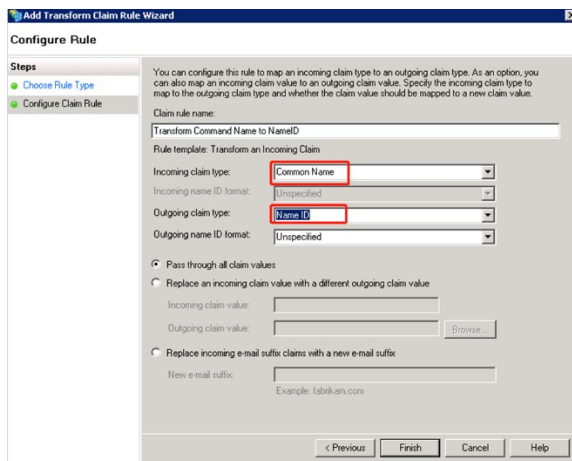 Add Transform Claim Rule Wizard
Configure Rule
Steps
Choose Rule Type
Configure Claim Rule
You can configure this rule to map an incoming claim type to an outgoing claim type. As an option, you
can also map an incoming claim value to an outgoing claim value. Specify the incoming claim type to
map to the outgoing claim type and whether the claim value should be mapped to a new claim value.
Claim rule name:
Transform Command Name to NameID
Rule template: Transform an Incoming Claim
Incoming claim type: Common Name
Incoming name ID format: Unspecified
Outgoing claim type: Name ID
Outgoing name ID format: Unspecified
Pass through all claim values
Replace an incoming claim value with a different outgoing claim value
Incoming claim value:
Outgoing claim value: Browse...
Replace incoming e-mail suffix claims with a new e-mail suffix
New e-mail suffix:
Example: fabrikam.com
< Previous Finish Cancel Help